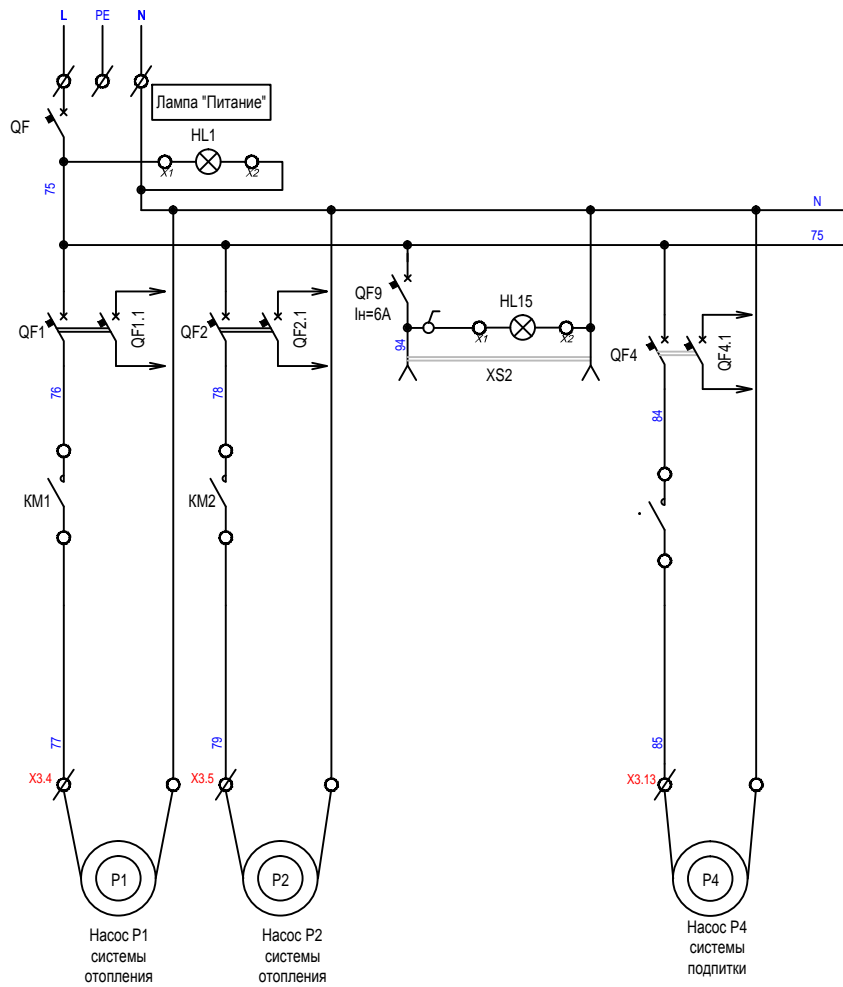 L
PE
N
Лампа "Питание"
QF
HL1
X1
X2
75
N
75
QF1
QF1.1
QF2
QF2.1
QF9
Iн=6А
HL15
X1
X2
94
XS2
QF4
QF4.1
76
78
84
КМ1
КМ2
77
79
85
X3.4
X3.5
X3.13
P1
P2
P4
Насос P1
системы
отопления
Насос P2
системы
отопления
Насос P4
системы
подпитки